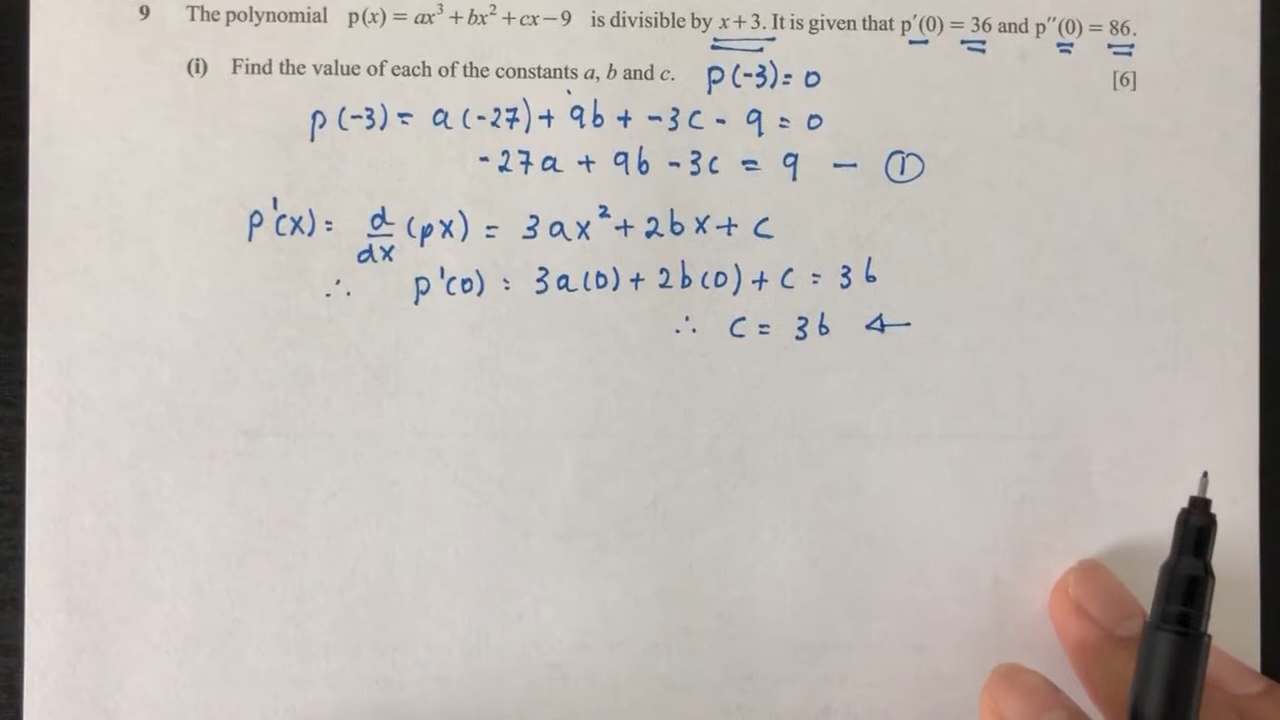 9 The polynomial p(x) = ax³ + bx² + cx − 9 is divisible by x + 3. It is given that p′(0) = 36 and p″(0) = 86.
(i) Find the value of each of the constants a, b and c. p(-3) = 0 [6]
p(-3) = a(-27) + 9b + -3c - 9 = 0
-27a + 9b - 3c = 9 — ①
p'(x) = d/dx (px) = 3ax² + 2bx + c
∴ p'(0) : 3a(0) + 2b(0) + c = 36
∴ c = 36